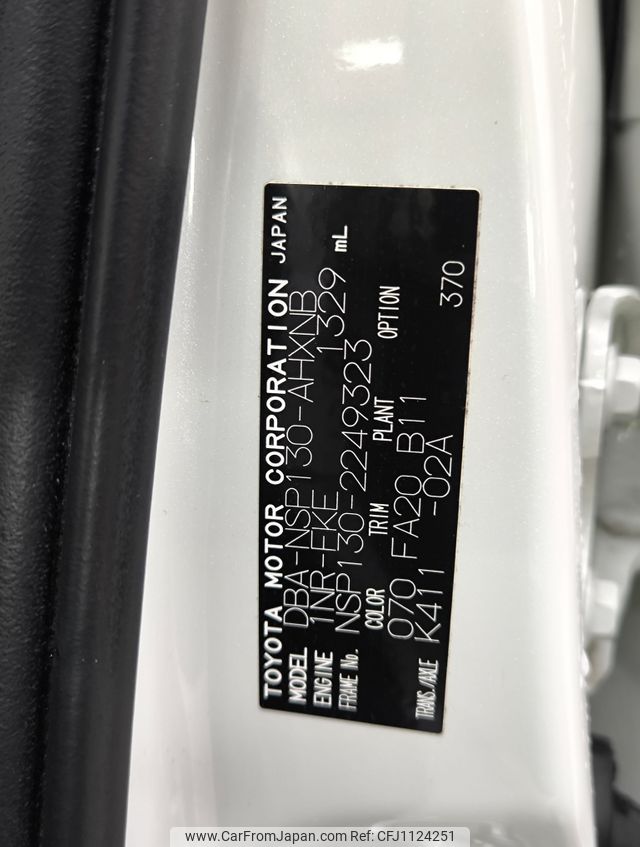 TOYOTA MOTOR CORPORATION JAPAN
MODEL DBA-NSP130-AHXNB
ENGINE 1NR-FKE 1329 mL
FRAME No. NSP130-2249323
COLOR TRIM PLANT OPTION
070 FA20 B11
TRANS./AXLE K411 -02A 370
www.CarFromJapan.com Ref:CFJ1124251